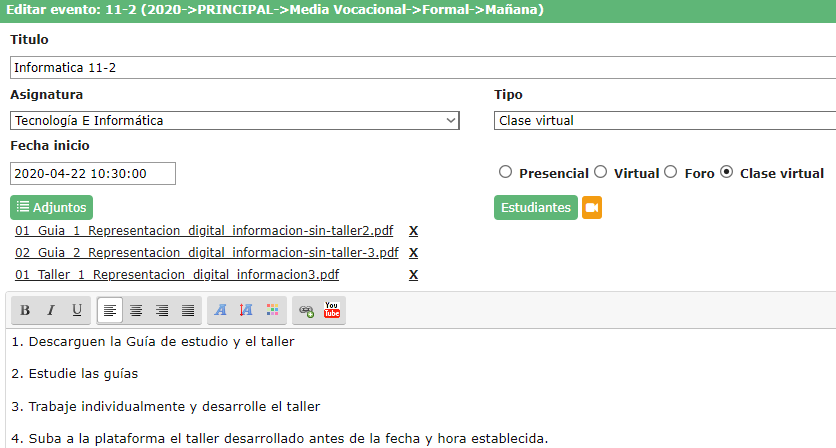 Editar evento: 11-2 (2020->PRINCIPAL->Media Vocacional->Formal->Mañana)
Titulo
Informatica 11-2
Asignatura Tipo
Tecnología E Informática Clase virtual
Fecha inicio
2020-04-22 10:30:00 Presencial Virtual Foro Clase virtual
Adjuntos Estudiantes
01_Guia_1_Representacion_digital_informacion-sin-taller2.pdf X
02_Guia_2_Representacion_digital_informacion-sin-taller-3.pdf X
01_Taller_1_Representacion_digital_informacion3.pdf X
B I U A A You Tube
1. Descarguen la Guía de estudio y el taller
2. Estudie las guías
3. Trabaje individualmente y desarrolle el taller
4. Suba a la plataforma el taller desarrollado antes de la fecha y hora establecida.